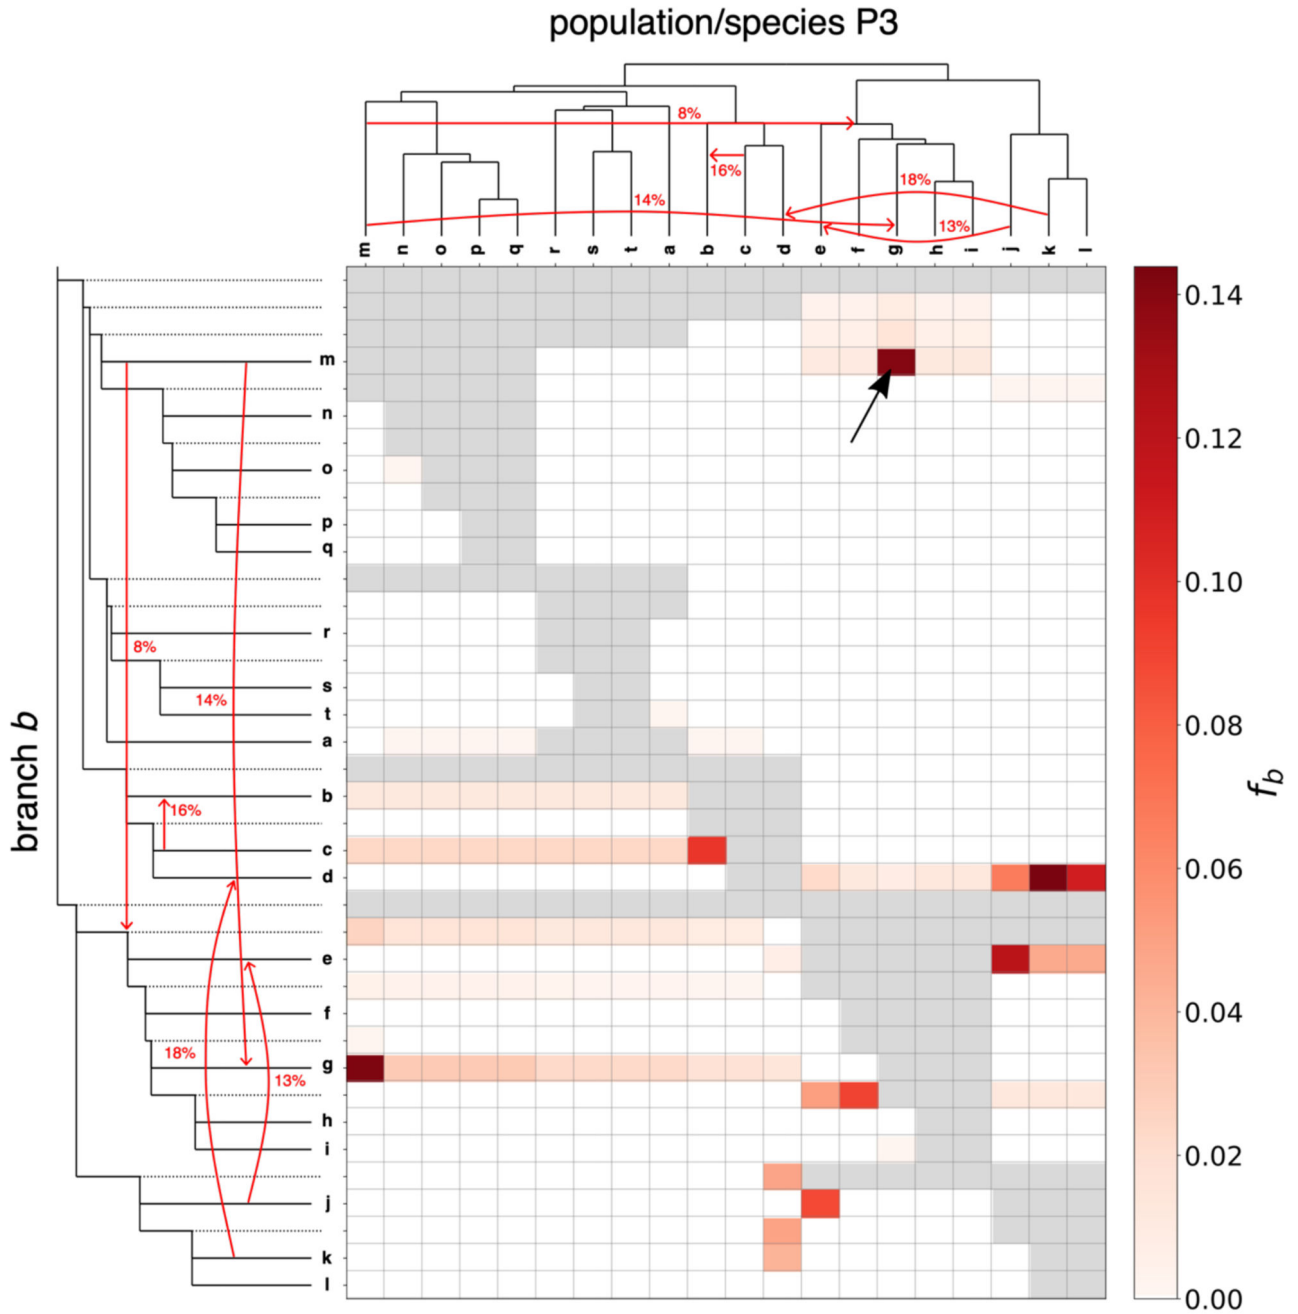 population/species P3
8%
16%
18%
14%
13%
m n o p q r s t a b c d e f g h i j k l
m
n
o
p
q
r
8%
s
14%
t
a
b
16%
c
d
e
f
18%
g
13%
h
i
j
k
l
branch b
0.14
0.12
0.10
0.08
0.06
0.04
0.02
0.00
f_b